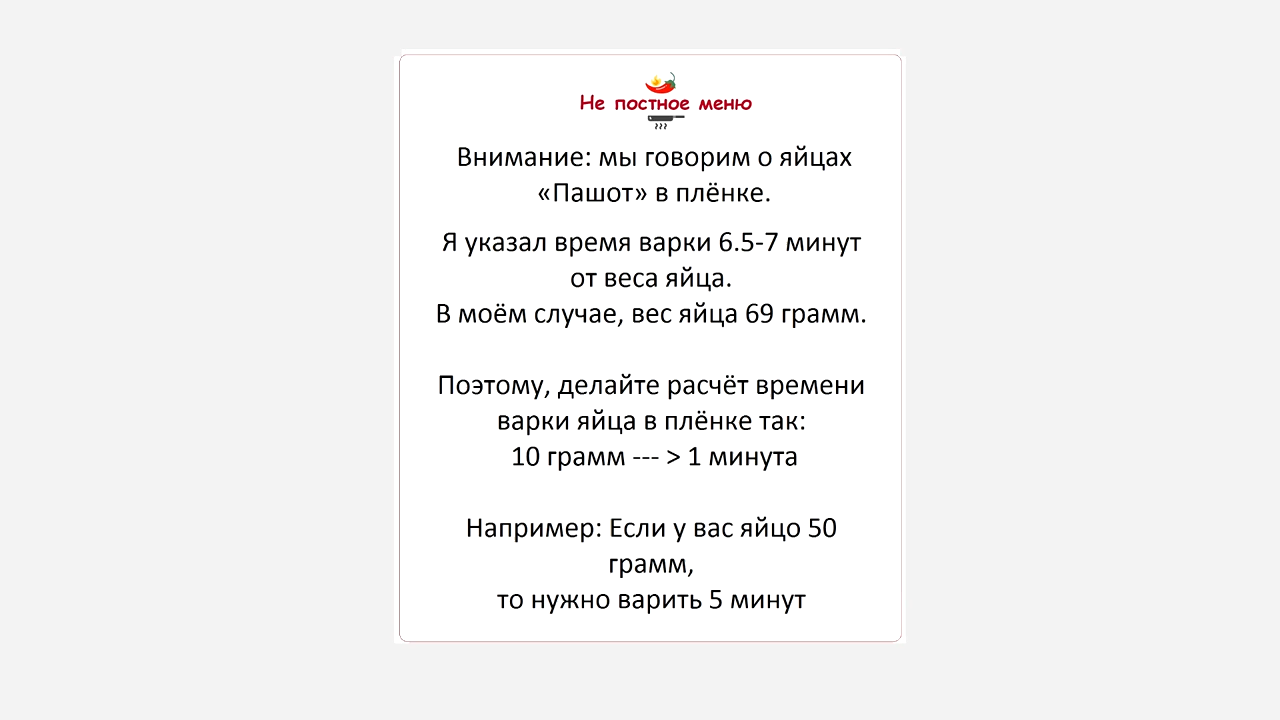 Не постное меню
Внимание: мы говорим о яйцах
«Пашот» в плёнке.
Я указал время варки 6.5-7 минут
от веса яйца.
В моём случае, вес яйца 69 грамм.
Поэтому, делайте расчёт времени
варки яйца в плёнке так:
10 грамм --- > 1 минута
Например: Если у вас яйцо 50
грамм,
то нужно варить 5 минут